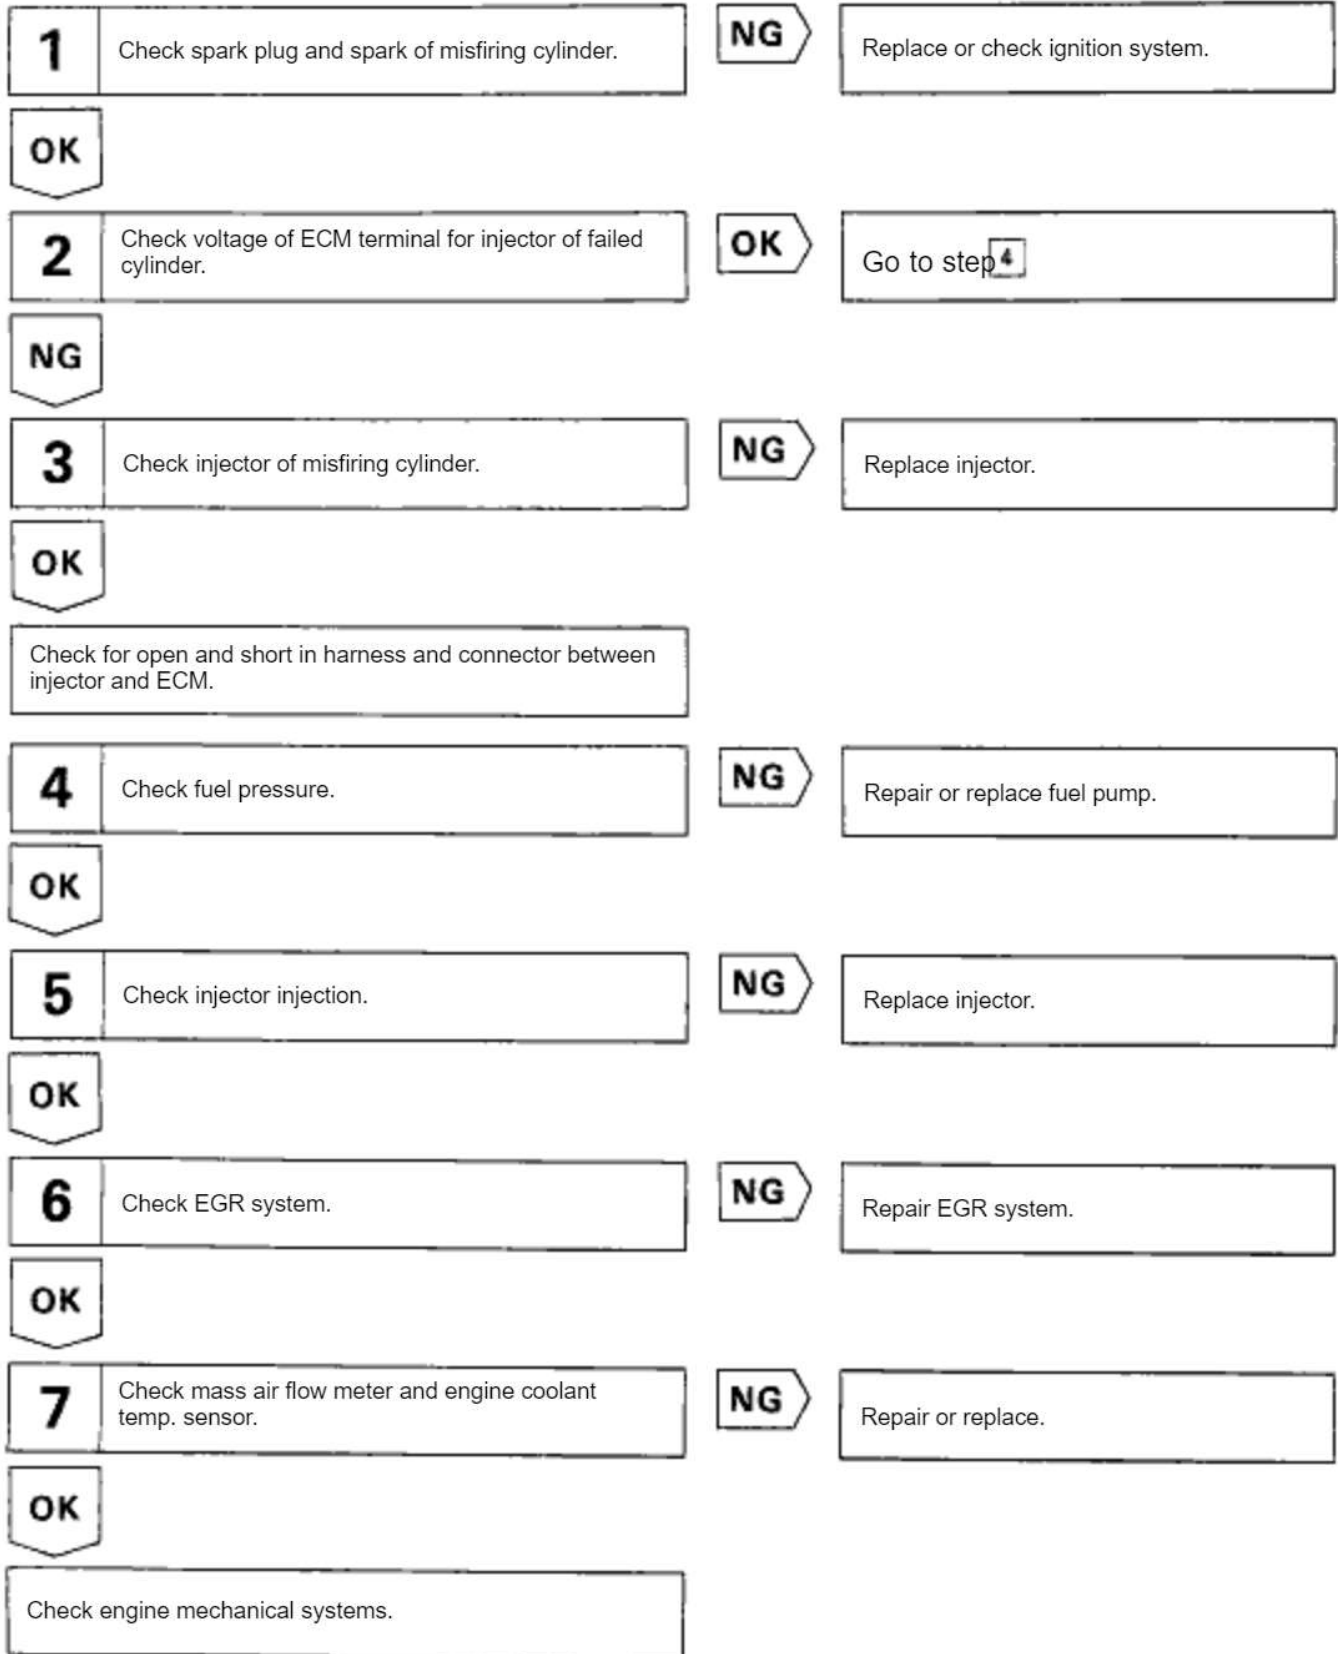 1 Check spark plug and spark of misfiring cylinder. NG Replace or check ignition system.
OK
2 Check voltage of ECM terminal for injector of failed
cylinder. OK Go to step 4
NG
3 Check injector of misfiring cylinder. NG Replace injector.
OK
Check for open and short in harness and connector between
injector and ECM.
4 Check fuel pressure. NG Repair or replace fuel pump.
OK
5 Check injector injection. NG Replace injector.
OK
6 Check EGR system. NG Repair EGR system.
OK
7 Check mass air flow meter and engine coolant
temp. sensor. NG Repair or replace.
OK
Check engine mechanical systems.